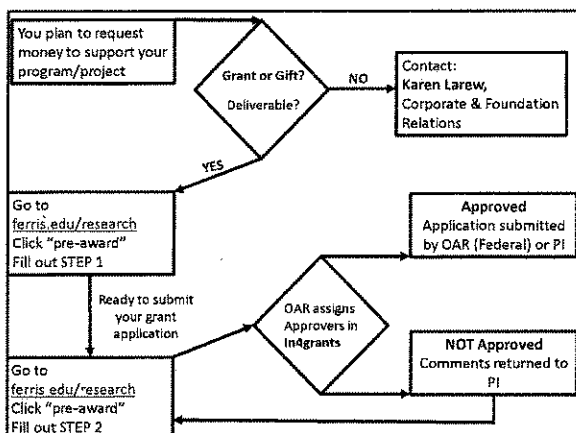 You plan to request
money to support your
program/project
Grant or Gift?
Deliverable?
NO
Contact:
Karen Larew,
Corporate & Foundation
Relations
YES
Go to
ferris.edu/research
Click “pre-award”
Fill out STEP 1
Ready to submit
your grant
application
OAR assigns
Approvers in
In4grants
Approved
Application submitted
by OAR (Federal) or PI
NOT Approved
Comments returned to
PI
Go to
ferris edu/research
Click “pre-award”
Fill out STEP 2